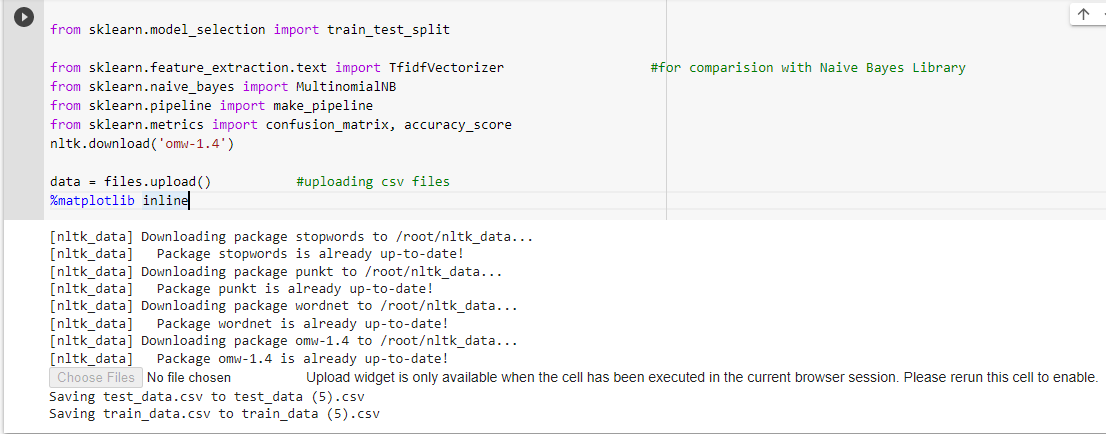 from sklearn.model_selection import train_test_split
from sklearn.feature_extraction.text import TfidfVectorizer #for comparision with Naive Bayes Library
from sklearn.naive_bayes import MultinomialNB
from sklearn.pipeline import make_pipeline
from sklearn.metrics import confusion_matrix, accuracy_score
nltk.download('omw-1.4')
data = files.upload() #uploading csv files
%matplotlib inline
[nltk_data] Downloading package stopwords to /root/nltk_data...
[nltk_data]   Package stopwords is already up-to-date!
[nltk_data] Downloading package punkt to /root/nltk_data...
[nltk_data]   Package punkt is already up-to-date!
[nltk_data] Downloading package wordnet to /root/nltk_data...
[nltk_data]   Package wordnet is already up-to-date!
[nltk_data] Downloading package omw-1.4 to /root/nltk_data...
[nltk_data]   Package omw-1.4 is already up-to-date!
Choose Files No file chosen Upload widget is only available when the cell has been executed in the current browser session. Please rerun this cell to enable.
Saving test_data.csv to test_data (5).csv
Saving train_data.csv to train_data (5).csv